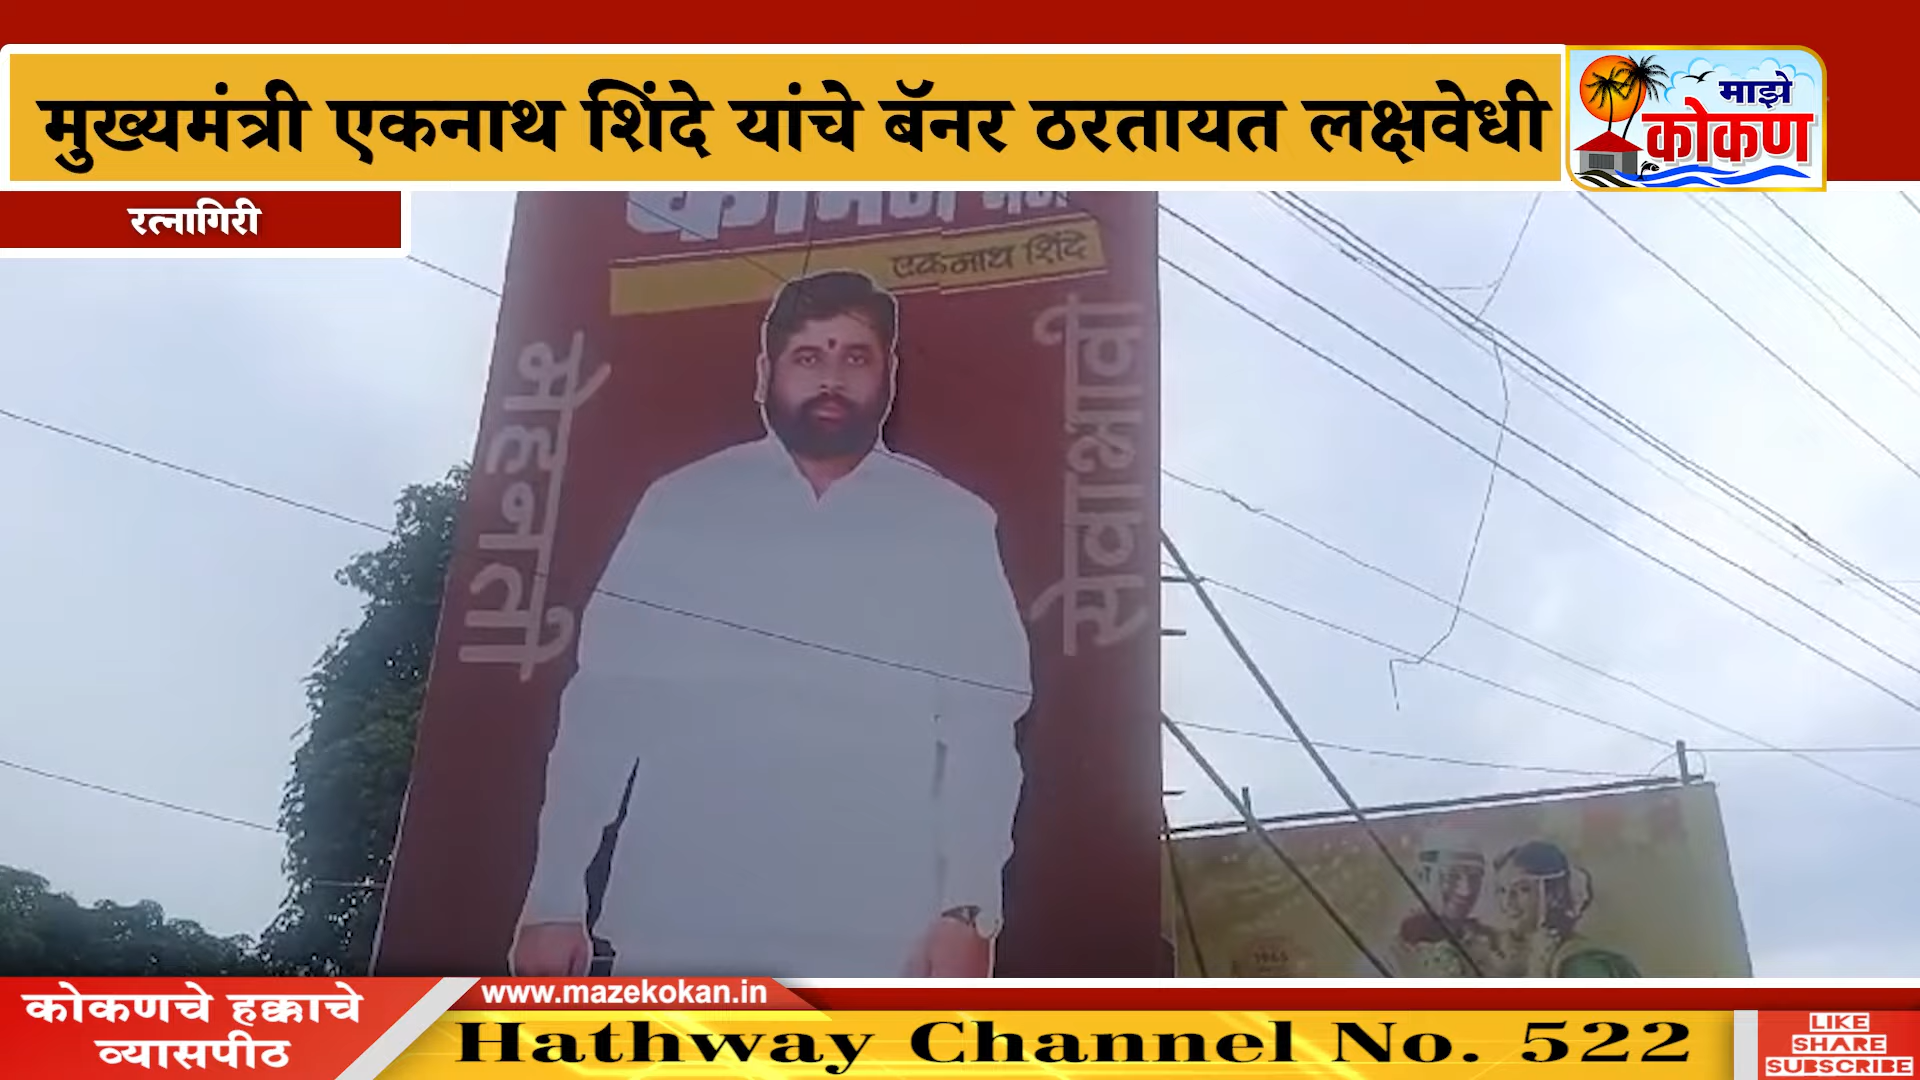 मुख्यमंत्री एकनाथ शिंदे यांचे बॅनर ठरतायत लक्षवेधी
माझे
कोकण
रत्नागिरी
एकनाथ शिंदे
मेहनती
सेवाभावी
कोकणचे हक्काचे
व्यासपीठ
www.mazekokan.in
Hathway Channel No. 522
LIKE
SHARE
SUBSCRIBE